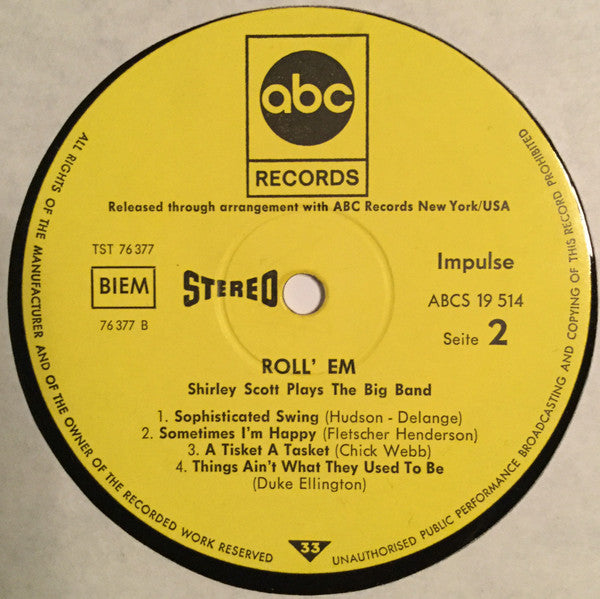 abc
RECORDS
Released through arrangement with ABC Records New York/USA
TST 76 377
BIEM
76 377 B
STEREO
Impulse
ABCS 19 514
Seite 2
ROLL' EM
Shirley Scott Plays The Big Band
1. Sophisticated Swing (Hudson - Delange)
2. Sometimes I'm Happy (Fletscher Henderson)
3. A Tisket A Tasket (Chick Webb)
4. Things Ain't What They Used To Be
(Duke Ellington)
33
ALL RIGHTS OF THE MANUFACTURER AND OF THE OWNER OF THE RECORDED WORK RESERVED
UNAUTHORISED PUBLIC PERFORMANCE BROADCASTING AND COPYING OF THIS RECORD PROHIBITED